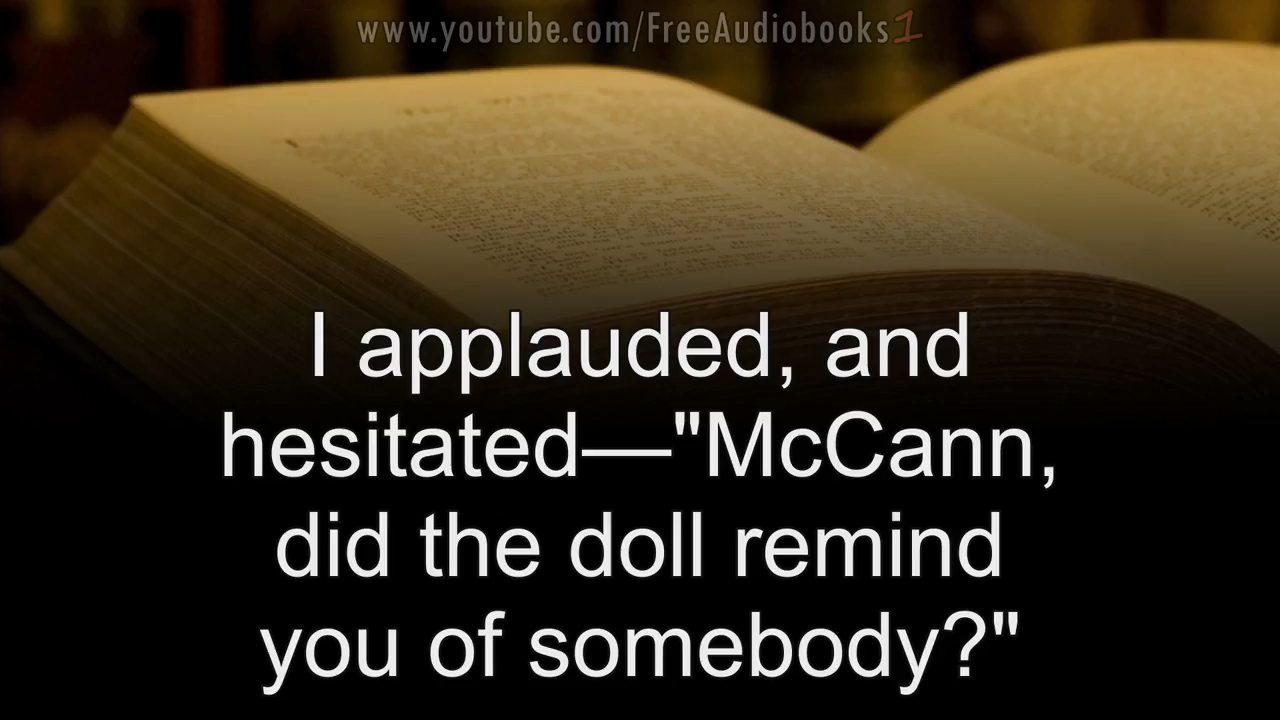 www.youtube.com/FreeAudiobooks1
I applauded, and
hesitated—"McCann,
did the doll remind
you of somebody?"